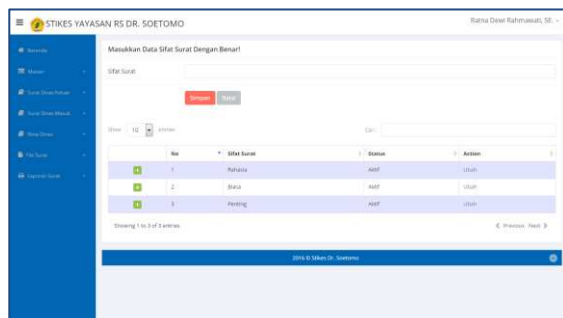 STIKES YAYASAN RS DR. SOETOMO
Ratna Dewi Rahmawati, SE.
Beranda
Master
Surat Dinas Keluar
Surat Dinas Masuk
Nota Dinas
File Surat
Laporan Surat
Masukkan Data Sifat Surat Dengan Benar!
Sifat Surat
Simpan Batal
Show 10 entries
Cari:
No Sifat Surat Status Action
1 Rahasia Aktif Ubah
2 Biasa Aktif Ubah
3 Penting Aktif Ubah
Showing 1 to 3 of 3 entries
Previous Next
2016 © Stikes Dr. Soetomo